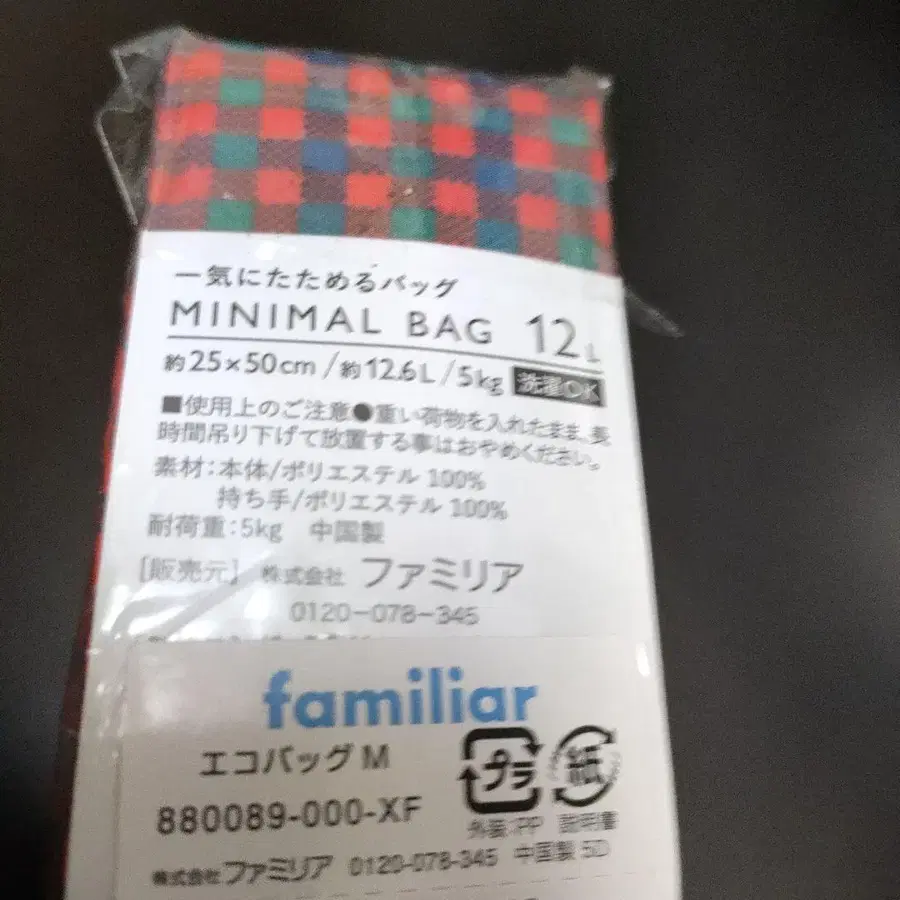 一気にたためるバッグ
MINIMAL BAG 12L
約25×50cm/約12.6L/5kg 洗濯OK
■使用上のご注意●重い荷物を入れたまま、長
時間吊り下げて放置する事はおやめください。
素材:本体/ポリエステル 100%
持ち手/ポリエステル 100%
耐荷重:5kg 中国製
[販売元] 株式会社 ファミリア
0120-078-345
familiar
エコバッグ M
プラ 紙
880089-000-XF
外装:PP 説明書
株式会社ファミリア 0120-078-345 中国製 5D